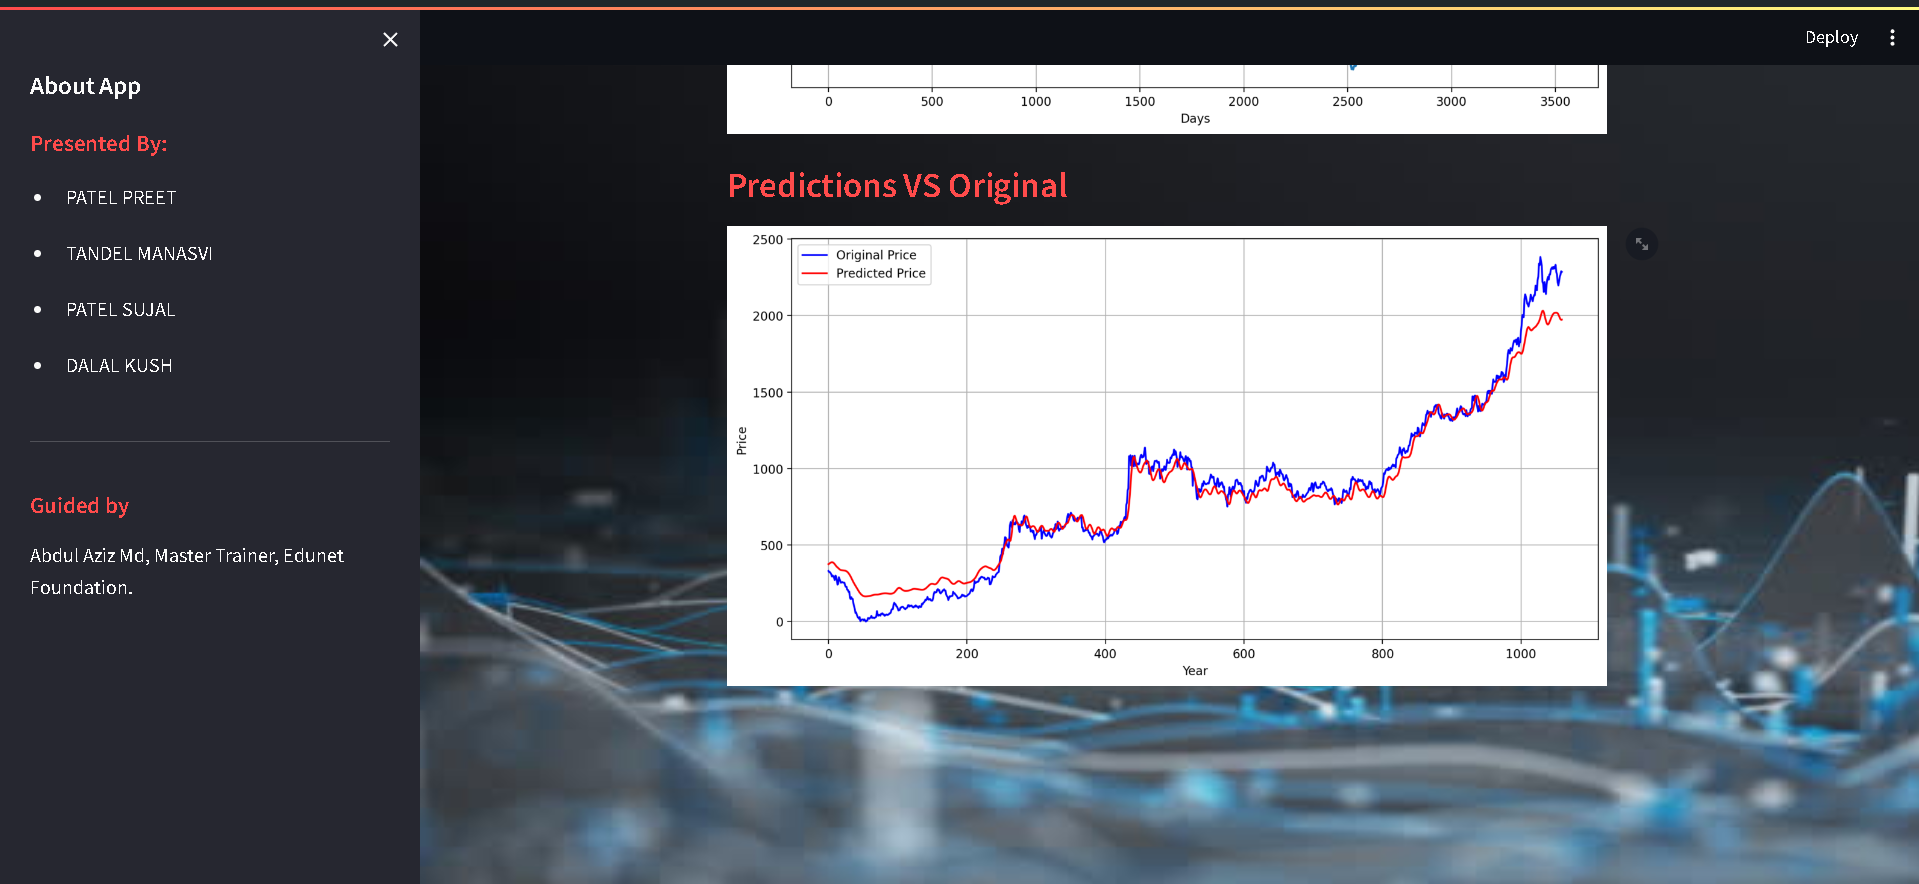 Deploy
About App
Presented By:
PATEL PREET
TANDEL MANASVI
PATEL SUJAL
DALAL KUSH
Guided by
Abdul Aziz Md, Master Trainer, Edunet
Foundation.
0 500 1000 1500 2000 2500 3000 3500
Days
Predictions VS Original
Original Price
Predicted Price
2500
2000
1500
1000
500
0
Price
0 200 400 600 800 1000
Year